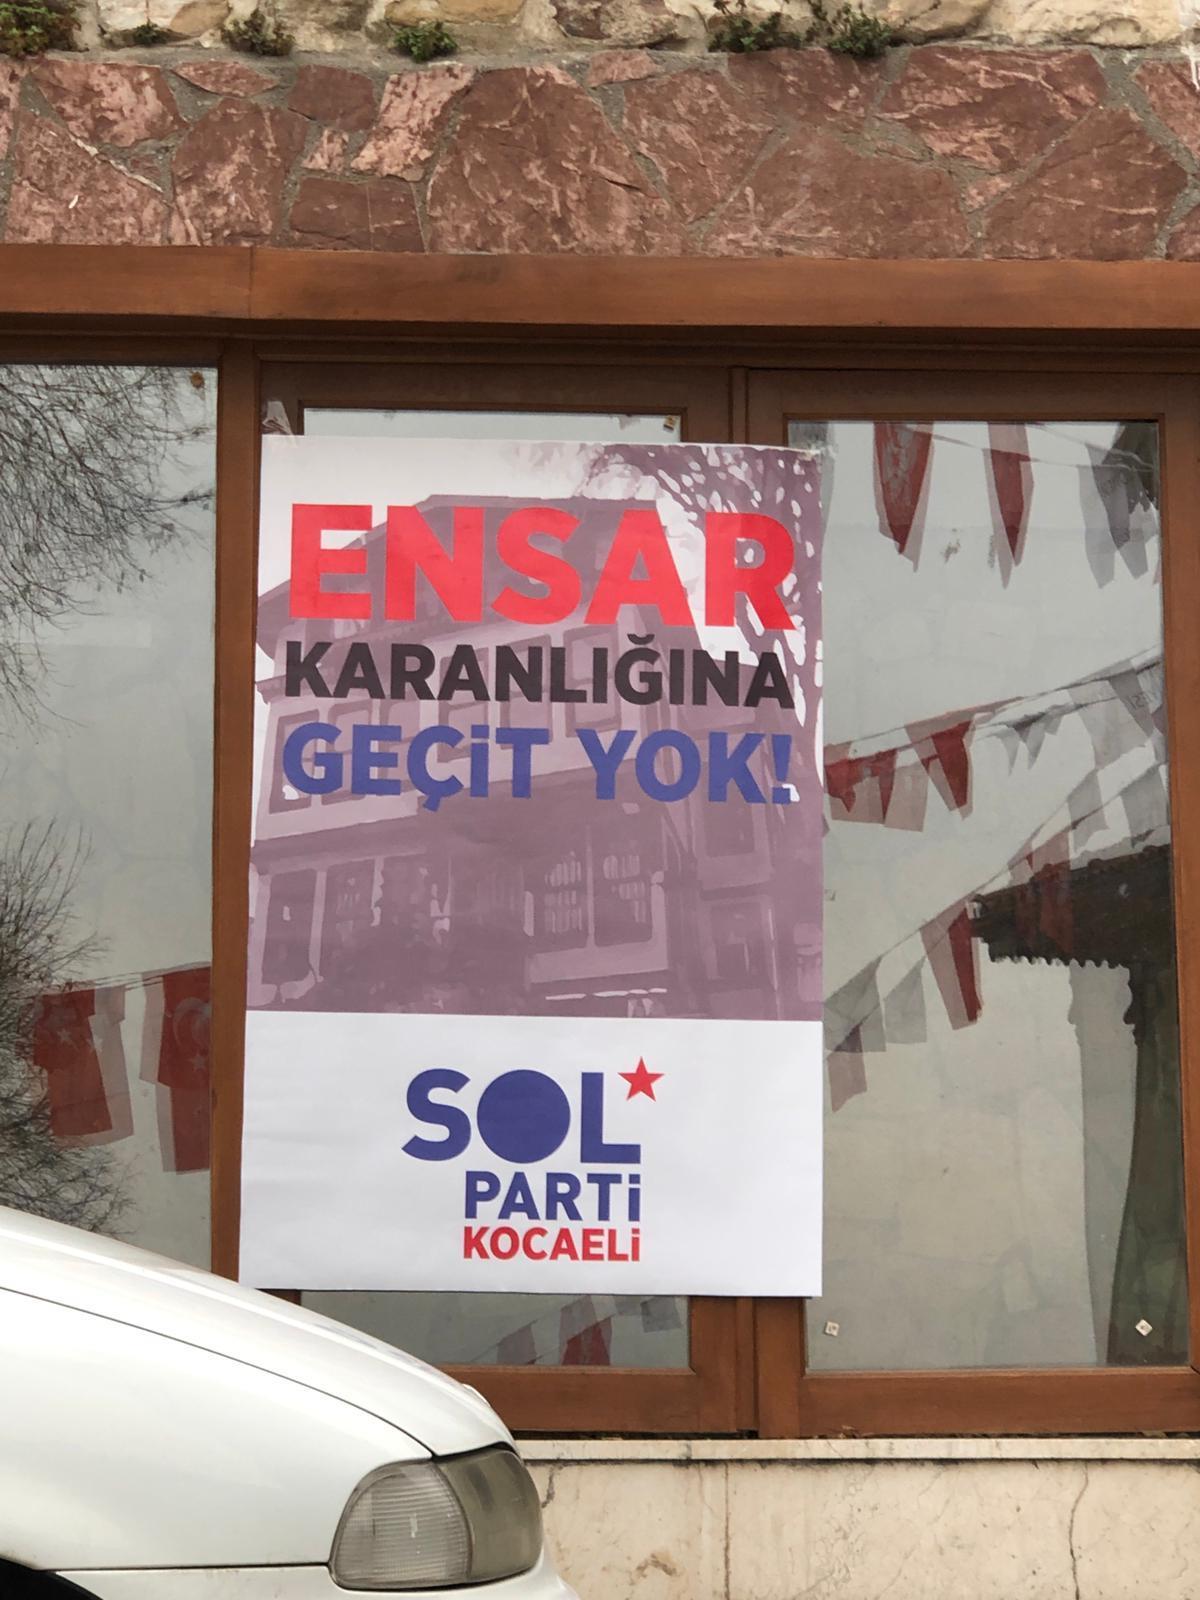 ENSAR
KARANLIĞINA
GEÇİT YOK!
SOL
PARTİ
KOCAELİ